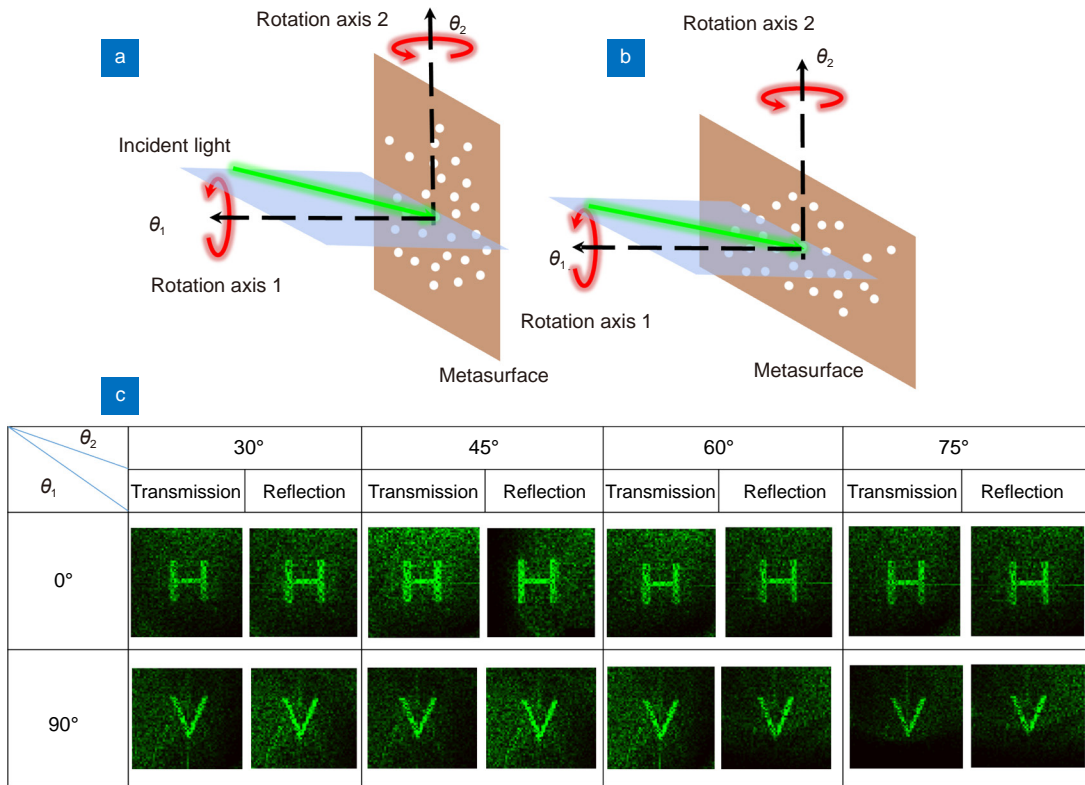 a
Rotation axis 2
θ2
Incident light
θ1
Rotation axis 1
Metasurface
b
Rotation axis 2
θ2
θ1
Rotation axis 1
Metasurface
c
θ2
θ1
30° 45° 60° 75°
Transmission Reflection Transmission Reflection Transmission Reflection Transmission Reflection
0°
H H H H H H H H
90°
V V V V V V V V